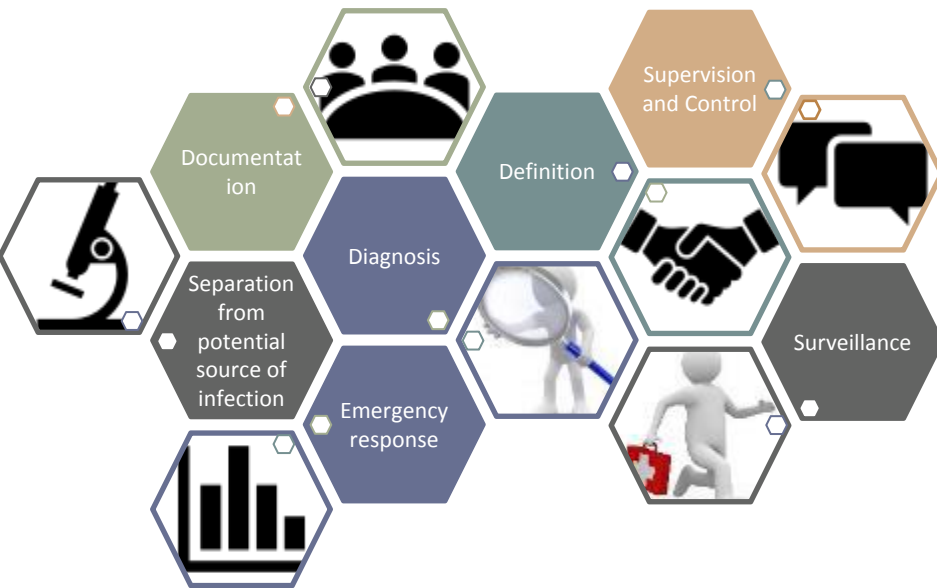 Supervision
and Control
Documentat
ion
Definition
Diagnosis
Separation
from
potential
source of
infection
Surveillance
Emergency
response